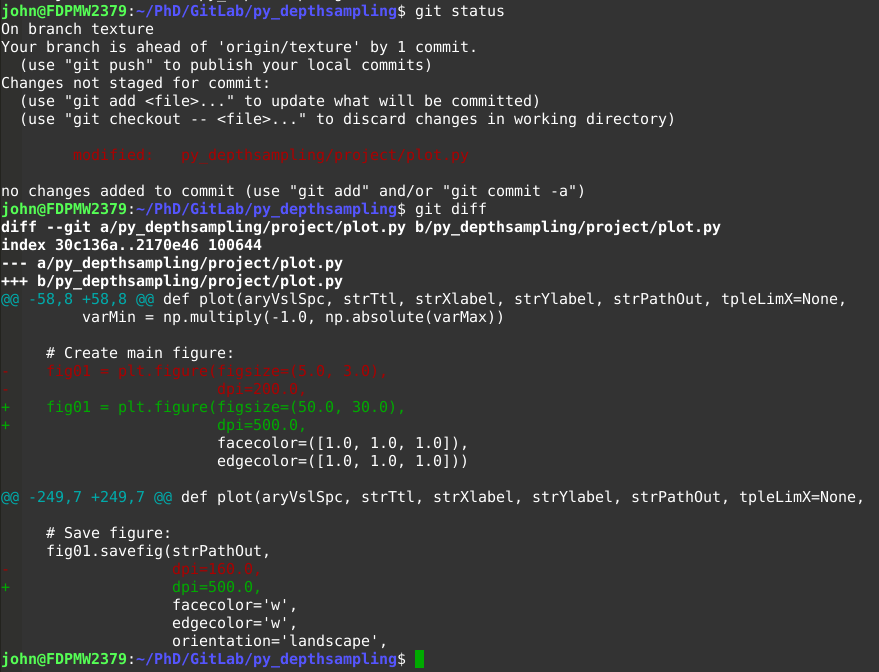 john@FDPMW2379:~/PhD/GitLab/py_depthsampling$ git status
On branch texture
Your branch is ahead of 'origin/texture' by 1 commit.
  (use "git push" to publish your local commits)
Changes not staged for commit:
  (use "git add <file>..." to update what will be committed)
  (use "git checkout -- <file>..." to discard changes in working directory)
        modified:   py_depthsampling/project/plot.py
no changes added to commit (use "git add" and/or "git commit -a")
john@FDPMW2379:~/PhD/GitLab/py_depthsampling$ git diff
diff --git a/py_depthsampling/project/plot.py b/py_depthsampling/project/plot.py
index 30c136a..2170e46 100644
--- a/py_depthsampling/project/plot.py
+++ b/py_depthsampling/project/plot.py
@@ -58,8 +58,8 @@ def plot(aryVslSpc, strTtl, strXlabel, strYlabel, strPathOut, tpleLimX=None,
         varMin = np.multiply(-1.0, np.absolute(varMax))
     # Create main figure:
-    fig01 = plt.figure(figsize=(5.0, 3.0),
-                       dpi=200.0,
+    fig01 = plt.figure(figsize=(50.0, 30.0),
+                       dpi=500.0,
                        facecolor=([1.0, 1.0, 1.0]),
                        edgecolor=([1.0, 1.0, 1.0]))
@@ -249,7 +249,7 @@ def plot(aryVslSpc, strTtl, strXlabel, strYlabel, strPathOut, tpleLimX=None,
     # Save figure:
     fig01.savefig(strPathOut,
-                  dpi=160.0,
+                  dpi=500.0,
                   facecolor='w',
                   edgecolor='w',
                   orientation='landscape',
john@FDPMW2379:~/PhD/GitLab/py_depthsampling$